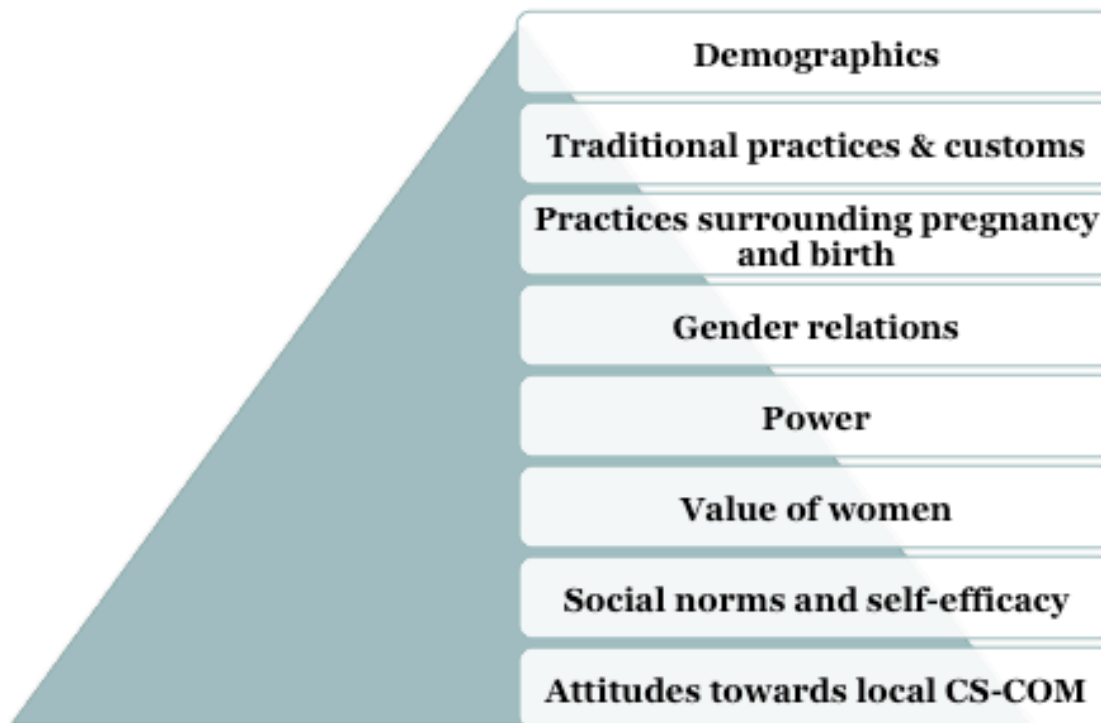 Demographics
Traditional practices & customs
Practices surrounding pregnancy
and birth
Gender relations
Power
Value of women
Social norms and self-efficacy
Attitudes towards local CS-COM